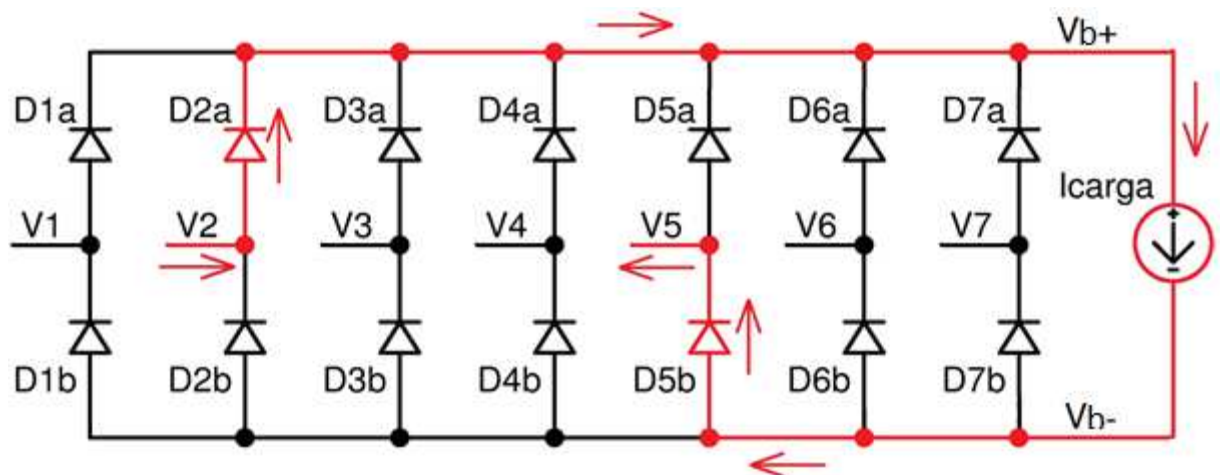 Vb+
D1a D2a D3a D4a D5a D6a D7a
Icarga
V1 V2 V3 V4 V5 V6 V7
+
-
D1b D2b D3b D4b D5b D6b D7b
Vb-